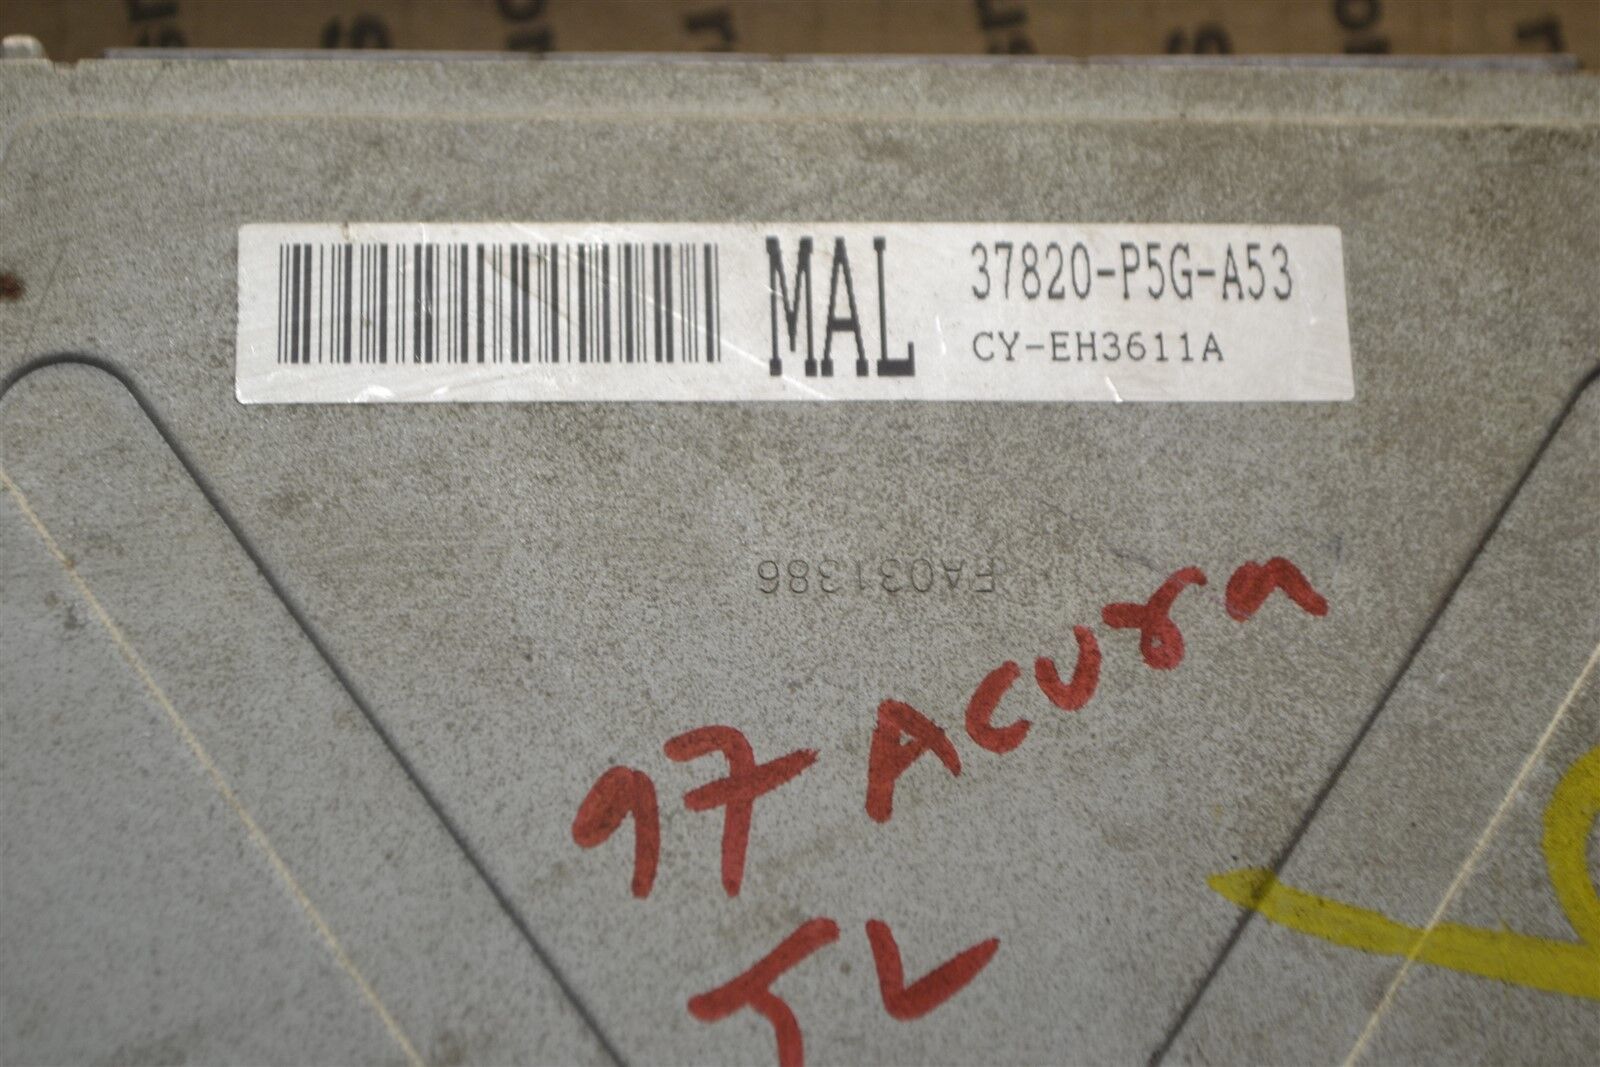 MAL
37820-P5G-A53
CY-EH3611A
FA031386
97 Acura
TL